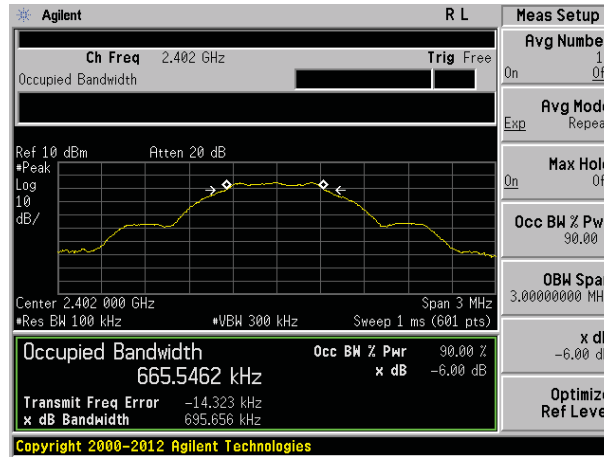 Agilent R L Meas Setup
Avg Numbe
1
On Of
Ch Freq 2.402 GHz Trig Free
Occupied Bandwidth
Avg Mod
Exp Repea
Ref 10 dBm Atten 20 dB
#Peak
Log
10
dB/
Max Hol
On Of
Occ BW % Pw
90.00
OBW Spa
3.00000000 MH
Center 2.402 000 GHz Span 3 MHz
#Res BW 100 kHz #VBW 300 kHz Sweep 1 ms (601 pts)
x d
-6.00 d
Occupied Bandwidth Occ BW % Pwr 90.00 %
665.5462 kHz x dB -6.00 dB
Transmit Freq Error -14.323 kHz
x dB Bandwidth 695.656 kHz
Optimiz
Ref Leve
Copyright 2000-2012 Agilent Technologies